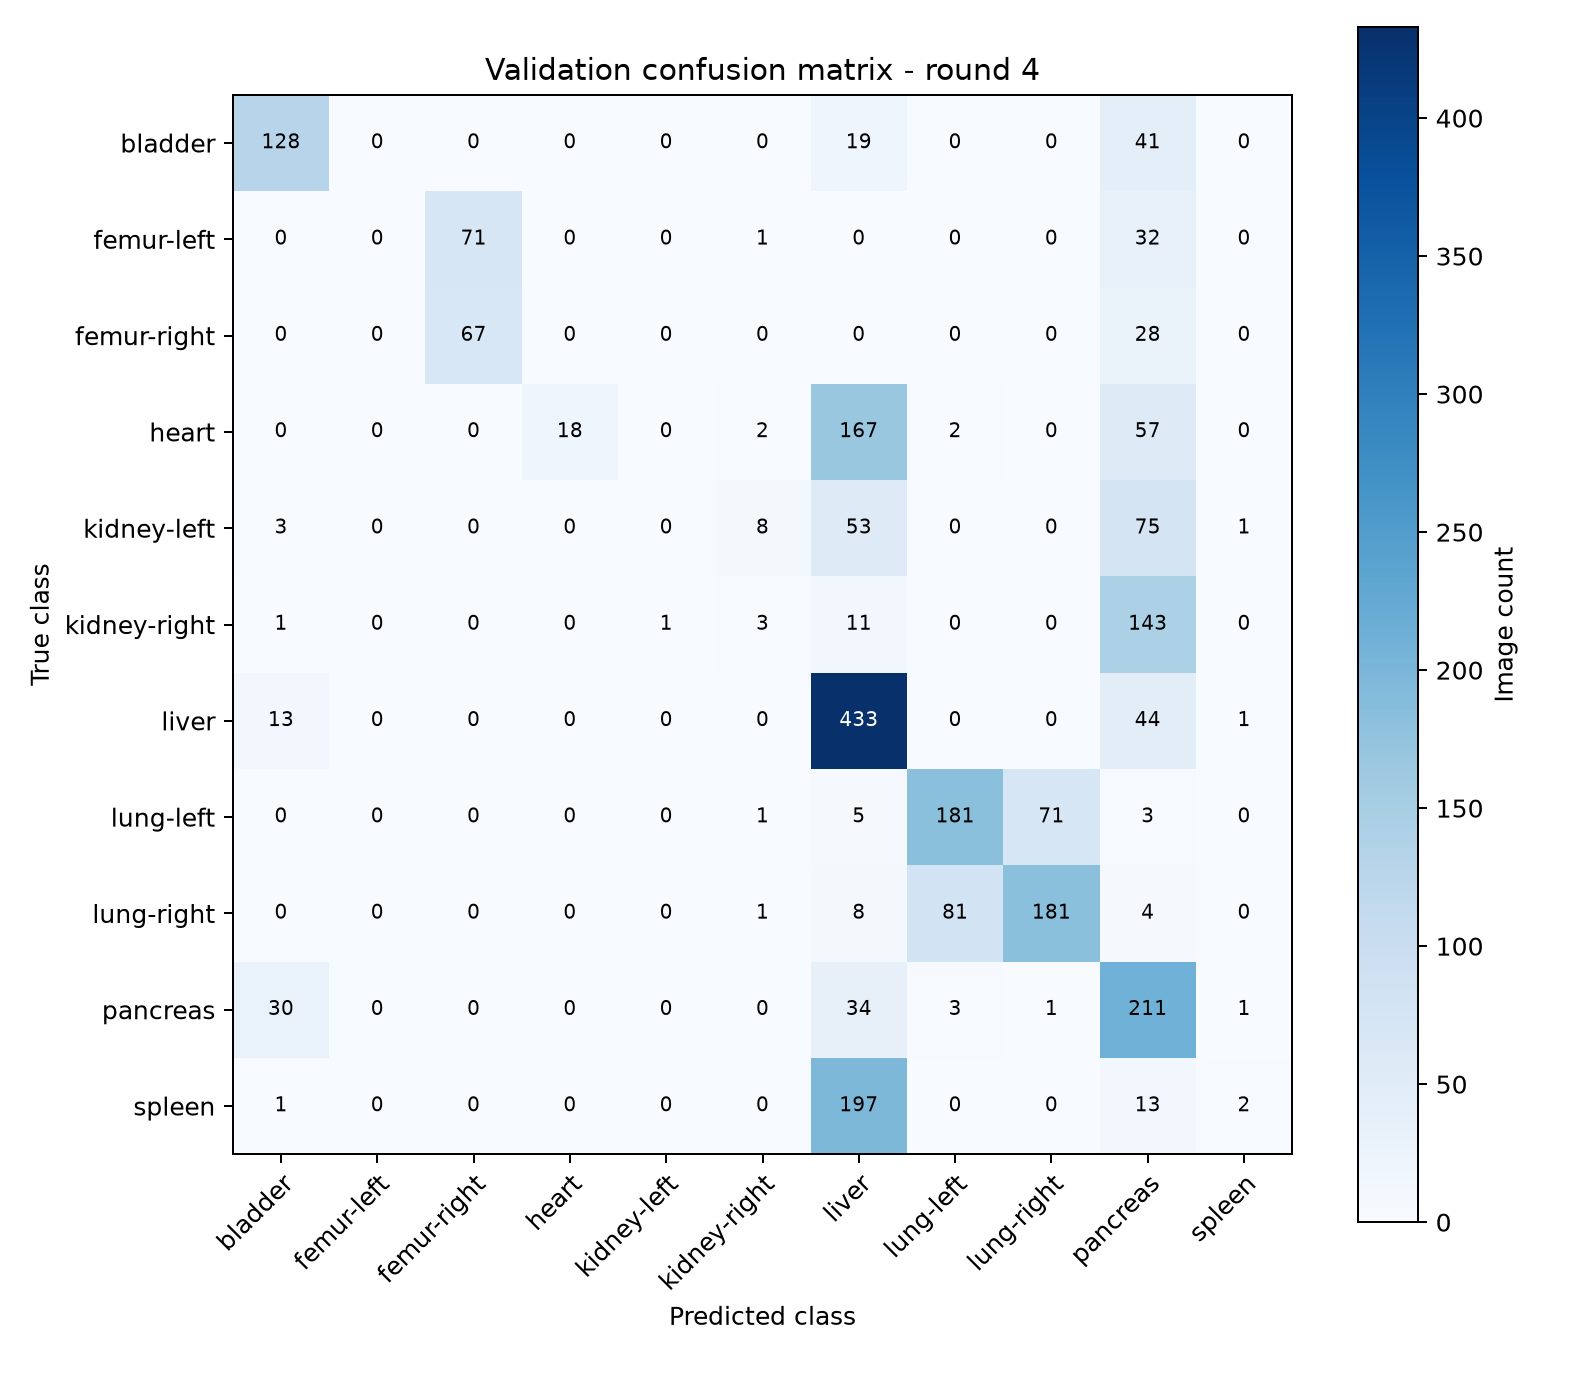 Validation confusion matrix - round 4
bladder 128 0 0 0 0 0 19 0 0 41 0
femur-left 0 0 71 0 0 1 0 0 0 32 0
femur-right 0 0 67 0 0 0 0 0 0 28 0
heart 0 0 0 18 0 2 167 2 0 57 0
kidney-left 3 0 0 0 0 8 53 0 0 75 1
kidney-right 1 0 0 0 1 3 11 0 0 143 0
liver 13 0 0 0 0 0 433 0 0 44 1
lung-left 0 0 0 0 0 1 5 181 71 3 0
lung-right 0 0 0 0 0 1 8 81 181 4 0
pancreas 30 0 0 0 0 0 34 3 1 211 1
spleen 1 0 0 0 0 0 197 0 0 13 2
bladder femur-left femur-right heart kidney-left kidney-right liver lung-left lung-right pancreas spleen
Predicted class
True class
400
350
300
250
200
150
100
50
0
Image count